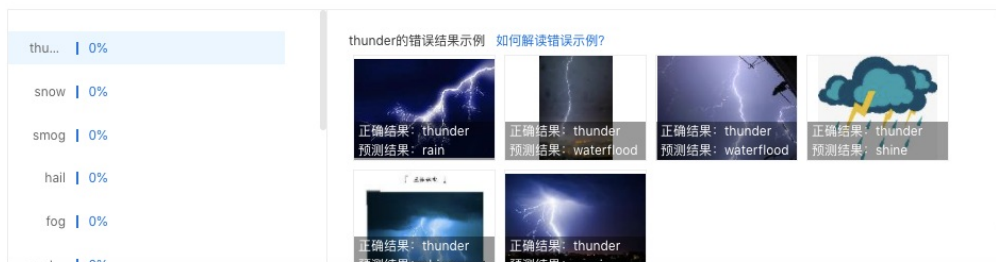 thunder的错误结果示例 如何解读错误示例?
thu... 0%
snow 0%
smog 0%
hail 0%
fog 0%
0%
正确结果: thunder
预测结果: rain
正确结果: thunder
预测结果: waterflood
正确结果: thunder
预测结果: waterflood
正确结果: thunder
预测结果: shine
正确结果: thunder
正确结果: thunder